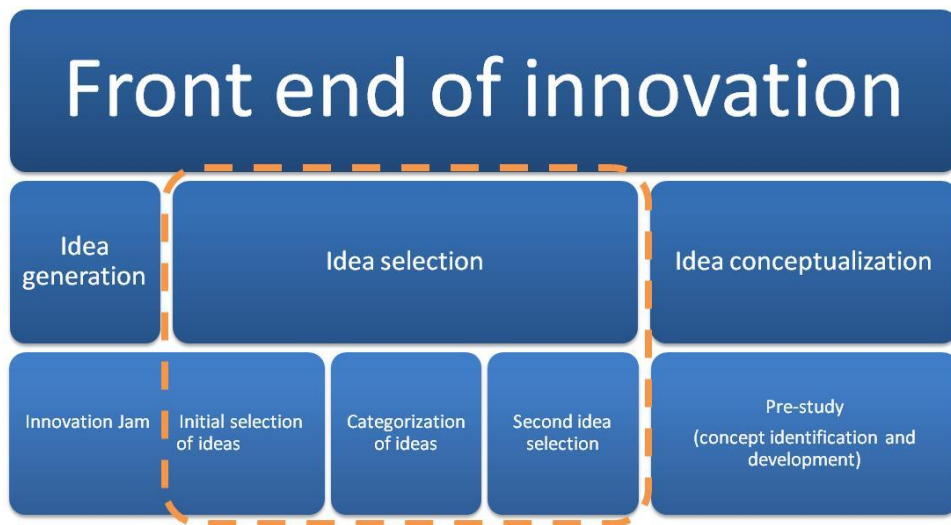 Front end of innovation
Idea
generation
Idea selection
Idea conceptualization
Innovation Jam
Initial selection
of ideas
Categorization
of ideas
Second idea
selection
Pre-study
(concept identification and
development)